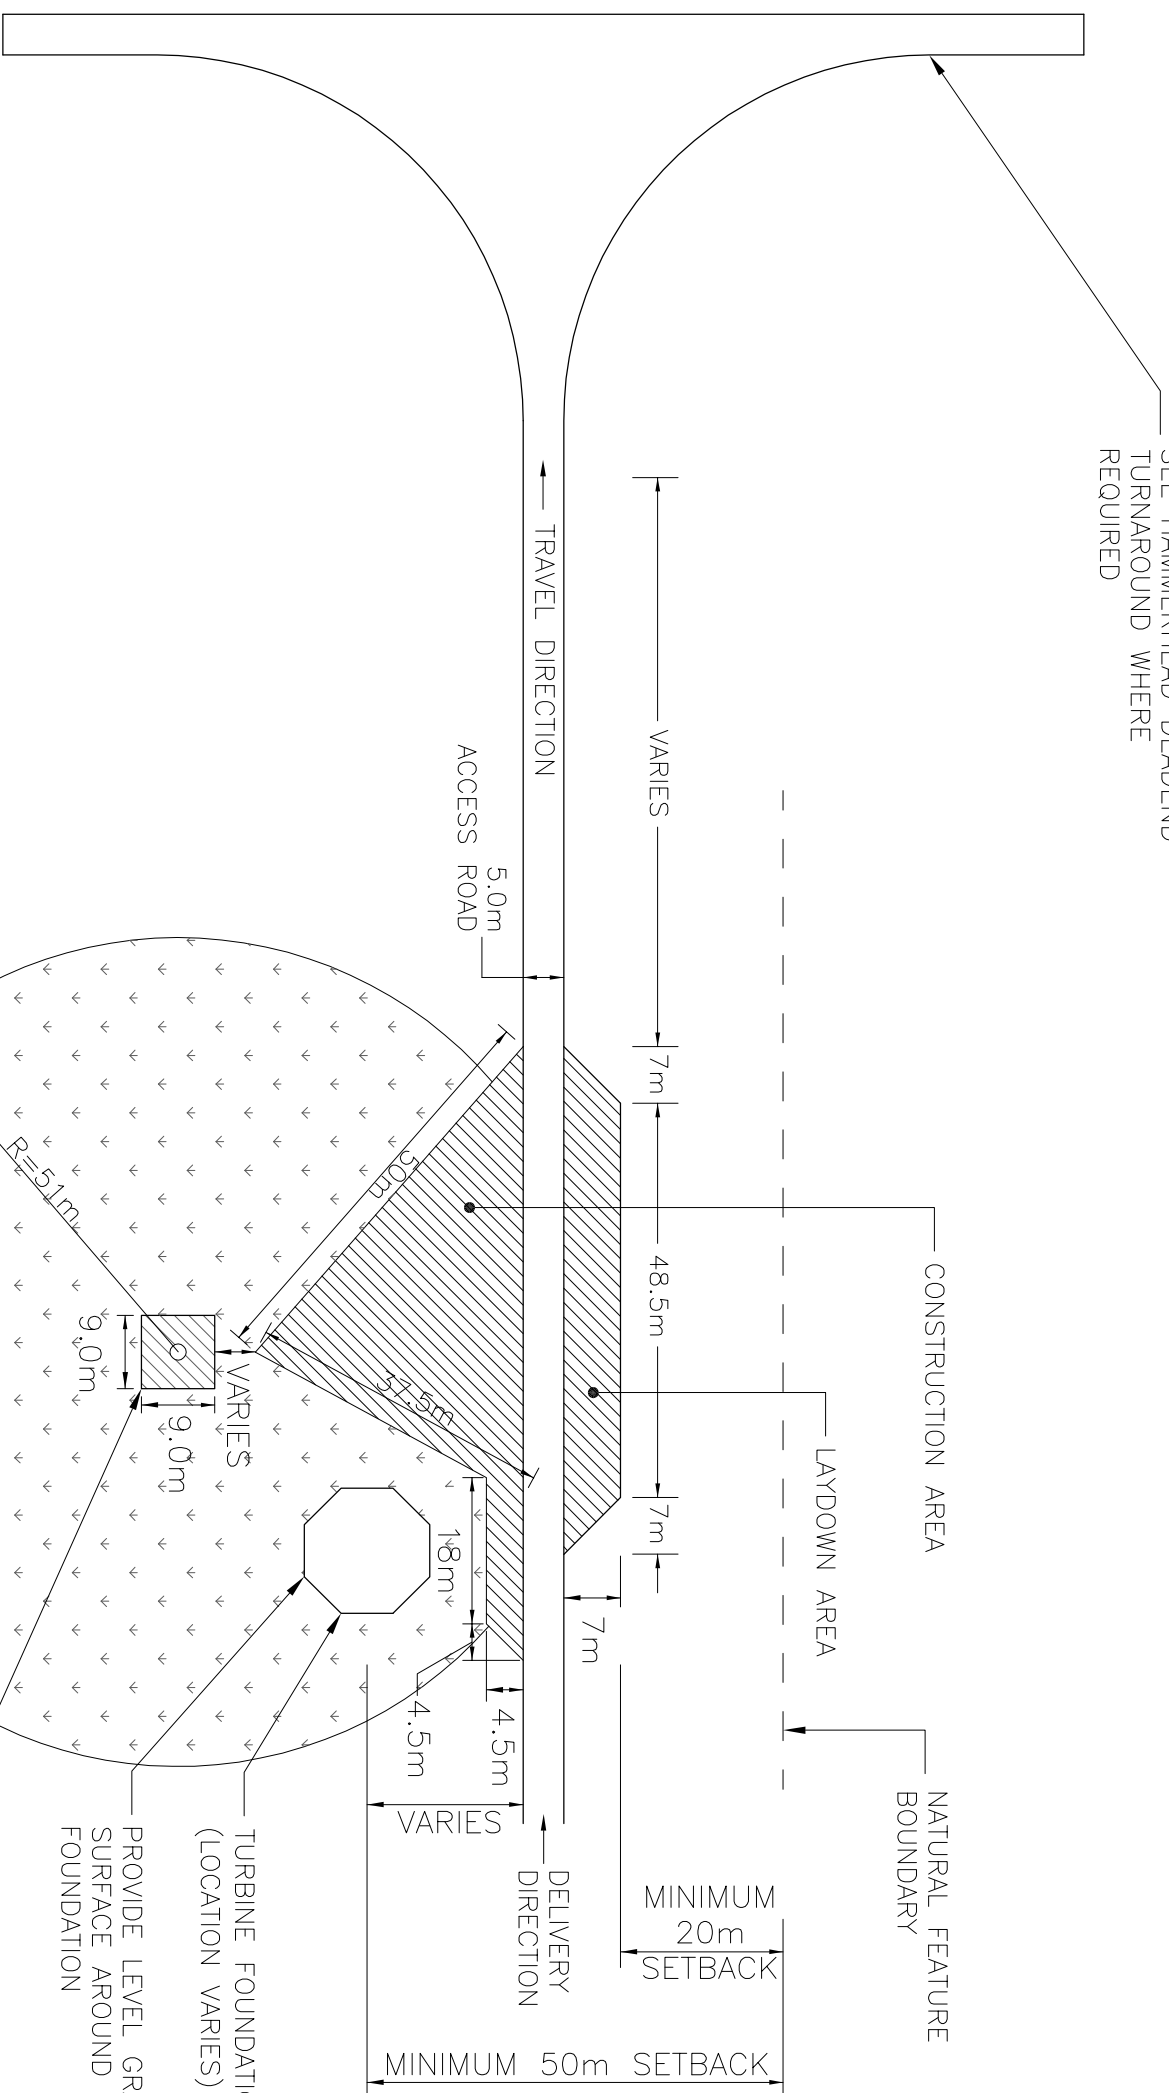 TURNAROUND WHERE
REQUIRED
TRAVEL DIRECTION
VARIES
5.0m
ACCESS ROAD
7m
48.5m
7m
7m
CONSTRUCTION AREA
LAYDOWN AREA
NATURAL FEATURE
BOUNDARY
50m
37.5m
R=51m
9.0m
9.0m
VARIES
18m
4.5m
4.5m
VARIES
DELIVERY
DIRECTION
MINIMUM
20m
SETBACK
MINIMUM 50m SETBACK
TURBINE
(LOCATION VARIES)
PROVIDE LEVEL
SURFACE AROUND
FOUNDATION